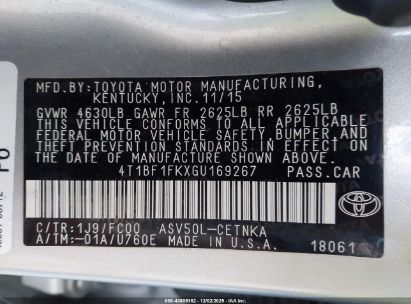 MFD.BY:TOYOTA MOTOR MANUFACTURING,
KENTUCKY,INC.11/15
GVWR 4630LB GAWR FR 2625LB RR 2625LB
THIS VEHICLE CONFORMS TO ALL APPLICABLE
FEDERAL MOTOR VEHICLE SAFETY,BUMPER,AND
THEFT PREVENTION STANDARDS IN EFFECT ON
THE DATE OF MANUFACTURE SHOWN ABOVE.
4T1BF1FKXGU169267 PASS.CAR
C/TR:1J9/FC00 ASV50L-CETNKA
A/TM:-01A/U760E MADE IN U.S.A.
TOYOTA
18061